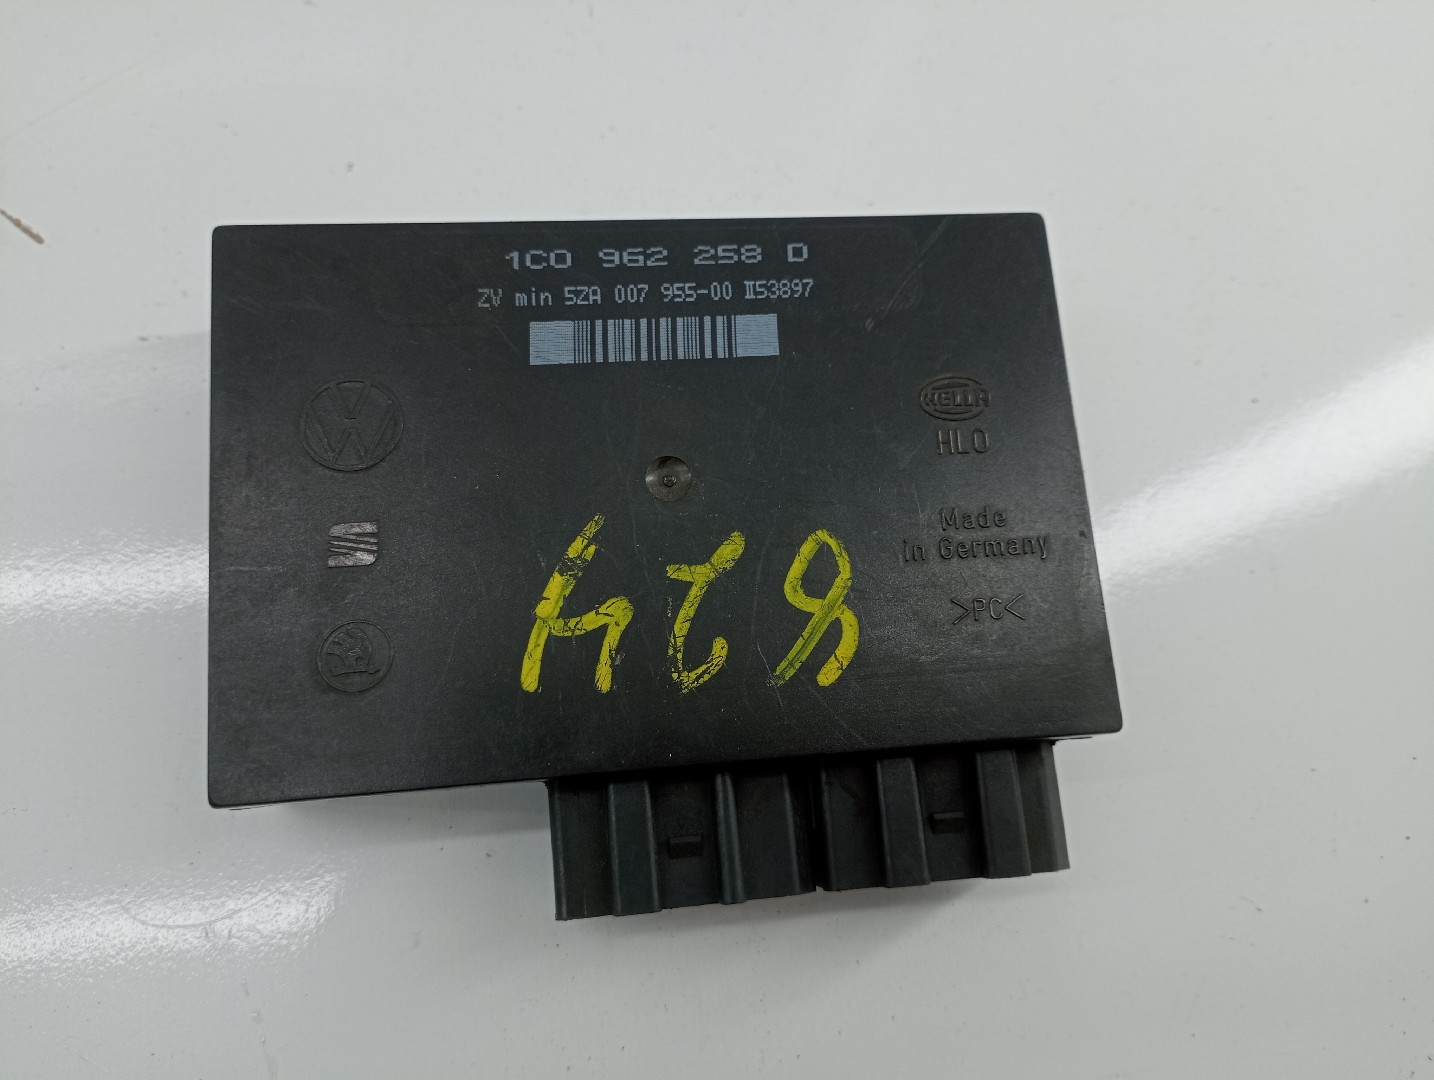 1C0 962 258 D
ZV min 5ZA 007 955-00 II53897
HELLA
HLO
Made
in Germany
>PC<